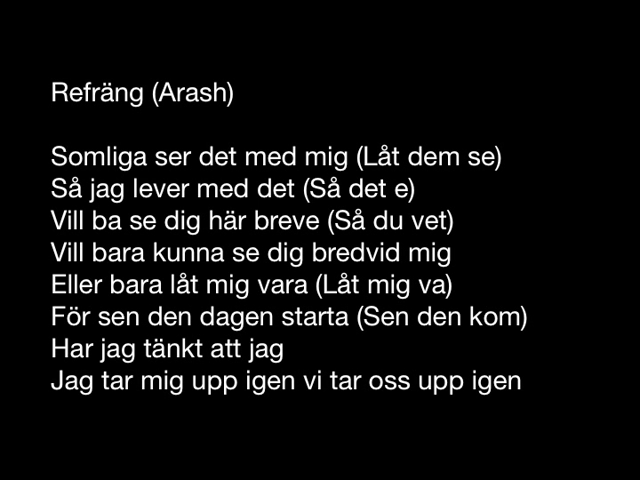 Refräng (Arash)
Somliga ser det med mig (Låt dem se)
Så jag lever med det (Så det e)
Vill ba se dig här breve (Så du vet)
Vill bara kunna se dig bredvid mig
Eller bara låt mig vara (Låt mig va)
För sen den dagen starta (Sen den kom)
Har jag tänkt att jag
Jag tar mig upp igen vi tar oss upp igen